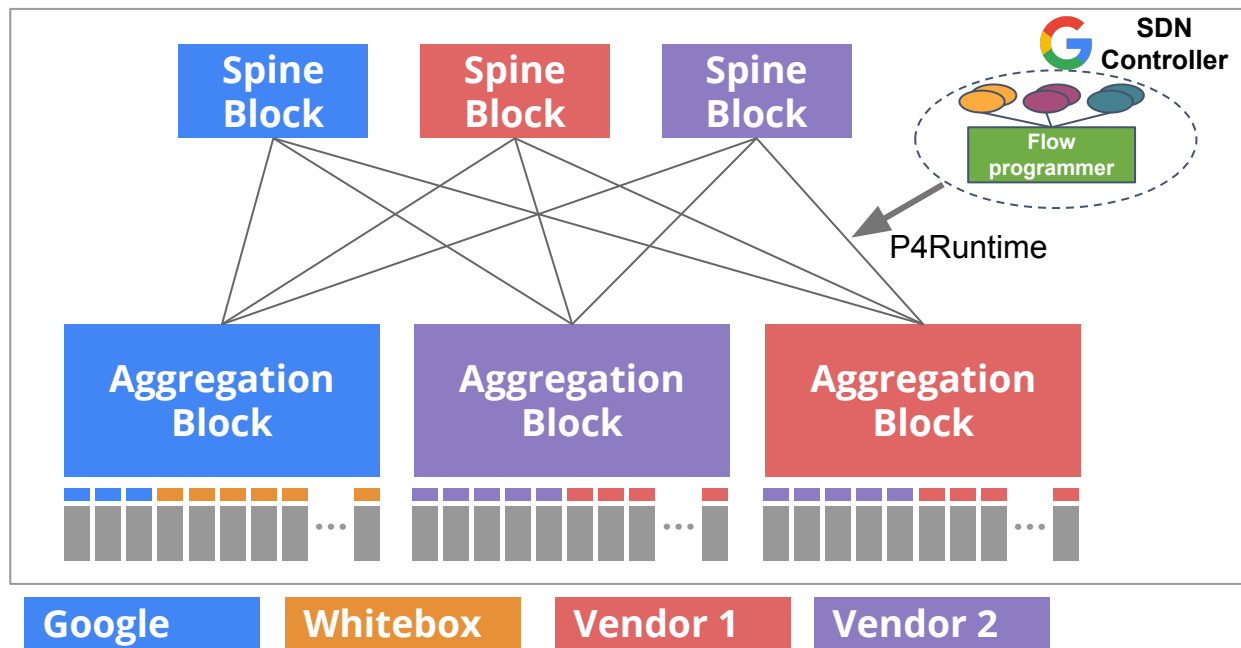 Spine
Block
Spine
Block
Spine
Block
SDN
Controller
Flow
programmer
P4Runtime
Aggregation
Block
Aggregation
Block
Aggregation
Block
Google
Whitebox
Vendor 1
Vendor 2